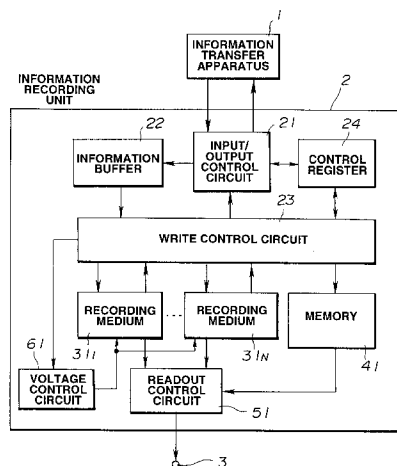 1
INFORMATION
TRANSFER
APPARATUS
INFORMATION
RECORDING
UNIT
2
22
21
24
INFORMATION
BUFFER
INPUT/
OUTPUT
CONTROL
CIRCUIT
CONTROL
REGISTER
23
WRITE CONTROL CIRCUIT
RECORDING
MEDIUM
RECORDING
MEDIUM
MEMORY
311
31N
41
61
VOLTAGE
CONTROL
CIRCUIT
READOUT
CONTROL
CIRCUIT
51
3